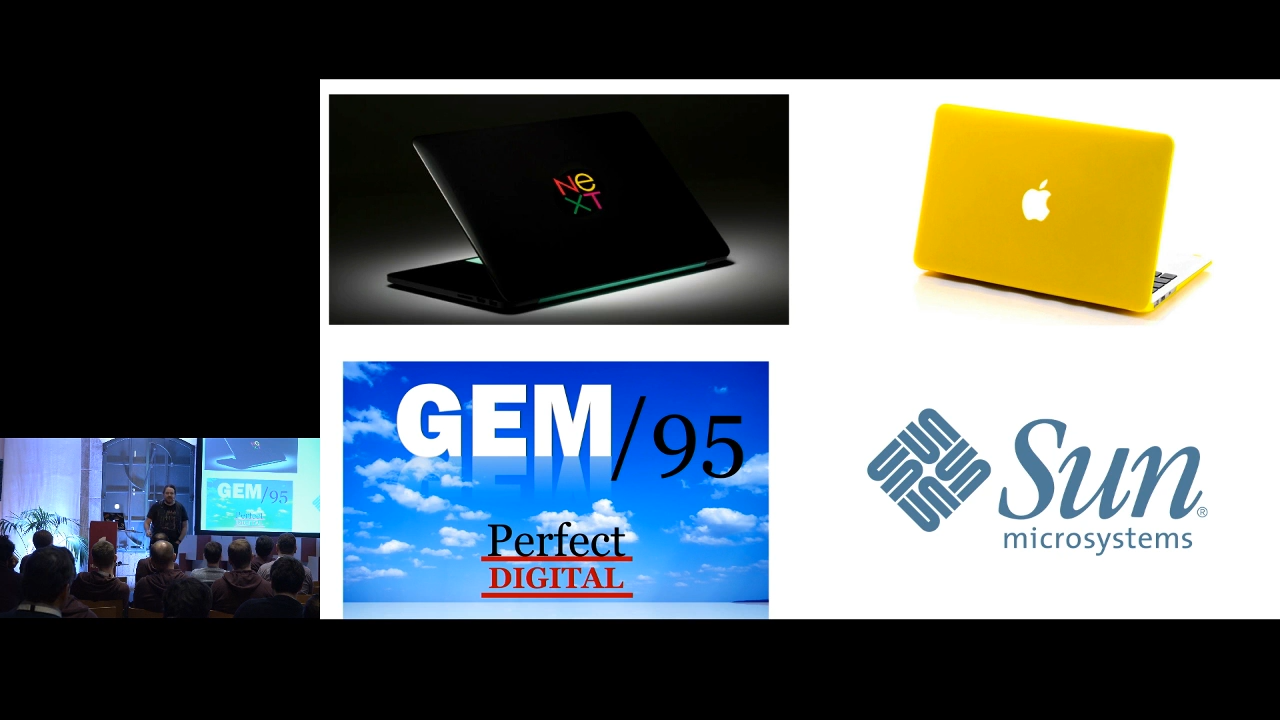 NeXT
GEM/95
Perfect
DIGITAL
Sun
microsystems
GEM/95